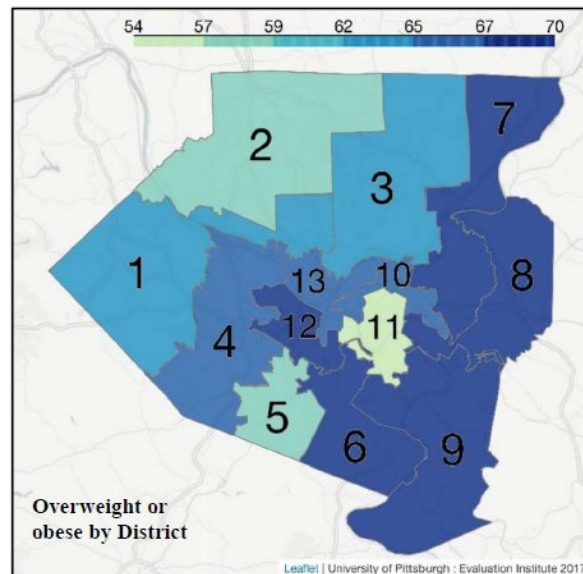 54 57 59 62 65 67 70
7
2
3
8
1
13 10
12 11
4
5
6 9
Overweight or
obese by District
Leaflet | University of Pittsburgh : Evaluation Institute 2017